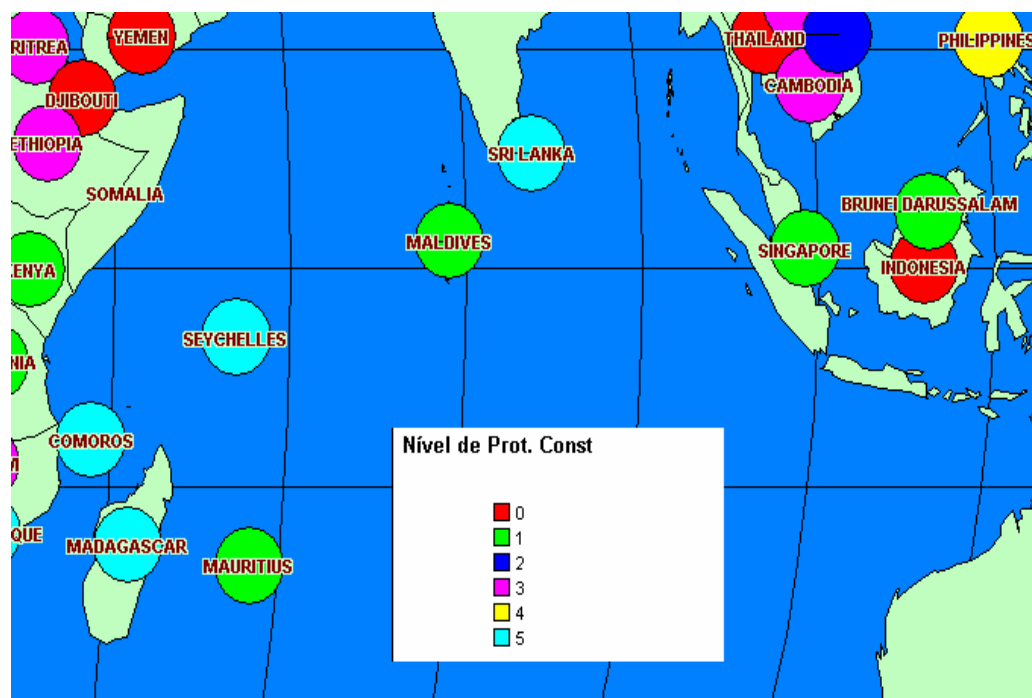 YEMEN
THAILAND
PHILIPPINES
RITREA
CAMBODIA
DJIBOUTI
ETHIOPIA
SRI LANKA
SOMALIA
BRUNEI DARUSSALAM
MALDIVES
SINGAPORE
KENYA
INDONESIA
SEYCHELLES
NIA
COMOROS
Nível de Prot. Const
0
1
2
3
4
5
QUE
MADAGASCAR
MAURITIUS